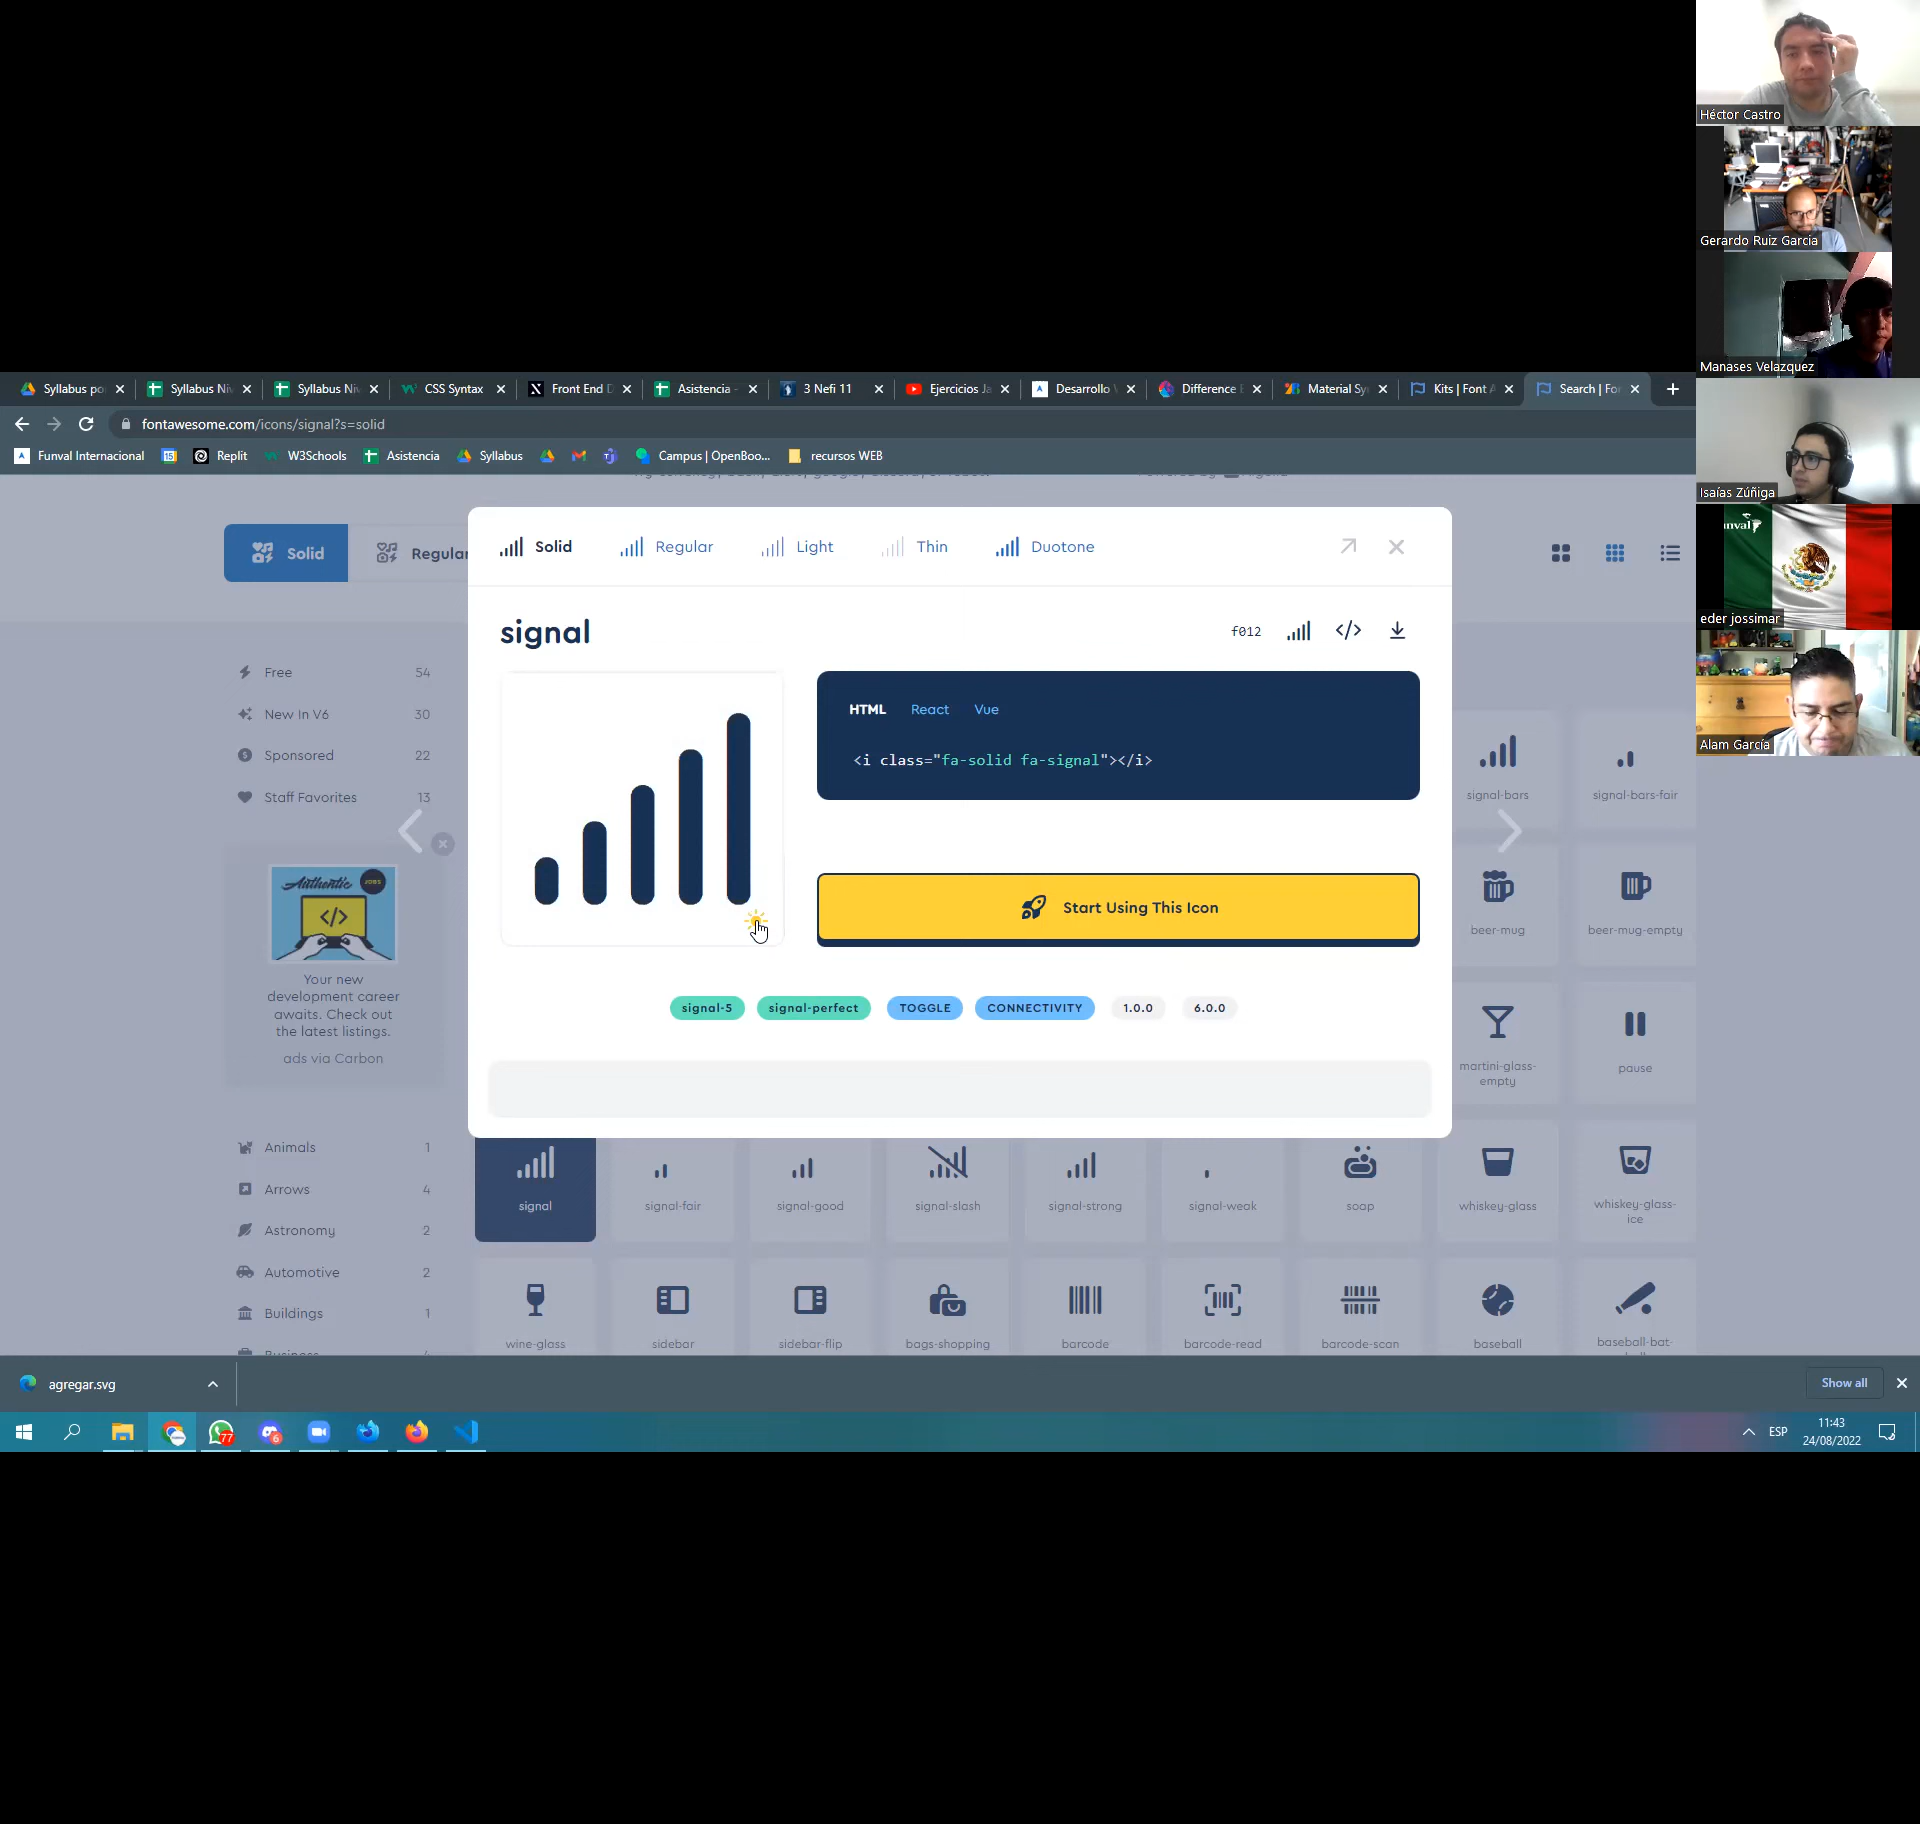 Héctor Castro
Gerardo Ruiz Garcia
Manases Velazquez
Isaías Zúñiga
nval
eder jossimar
Alam García
Syllabus po
Syllabus Niv
Syllabus Niv
CSS Syntax
Front End D
Asistencia -
3 Nefi 11
Ejercicios Ja
Desarrollo
Difference
Material Sy
Kits | Font A
Search | Fo
fontawesome.com/icons/signal?s=solid
Funval Internacional
Replit
W3Schools
Asistencia
Syllabus
Campus | OpenBoo...
recursos WEB
Solid
Regular
Solid
Regular
Light
Thin
Duotone
signal
f012
HTML
React
Vue
<i class="fa-solid fa-signal"></i>
Start Using This Icon
signal-5
signal-perfect
TOGGLE
CONNECTIVITY
1.0.0
6.0.0
Free 54
New In V6 30
Sponsored 22
Staff Favorites 13
Authentic JOBS
</>
Your new
development career
awaits. Check out
the latest listings.
ads via Carbon
Animals 1
Arrows 4
Astronomy 2
Automotive 2
Buildings 1
signal-bars
signal-bars-fair
beer-mug
beer-mug-empty
martini-glass-
empty
pause
signal
signal-fair
signal-good
signal-slash
signal-strong
signal-weak
soap
whiskey-glass
whiskey-glass-
ice
wine-glass
sidebar
sidebar-flip
bags-shopping
barcode
barcode-read
barcode-scan
baseball
baseball-bat-
agregar.svg
Show all
77
6
ESP
11:43
24/08/2022